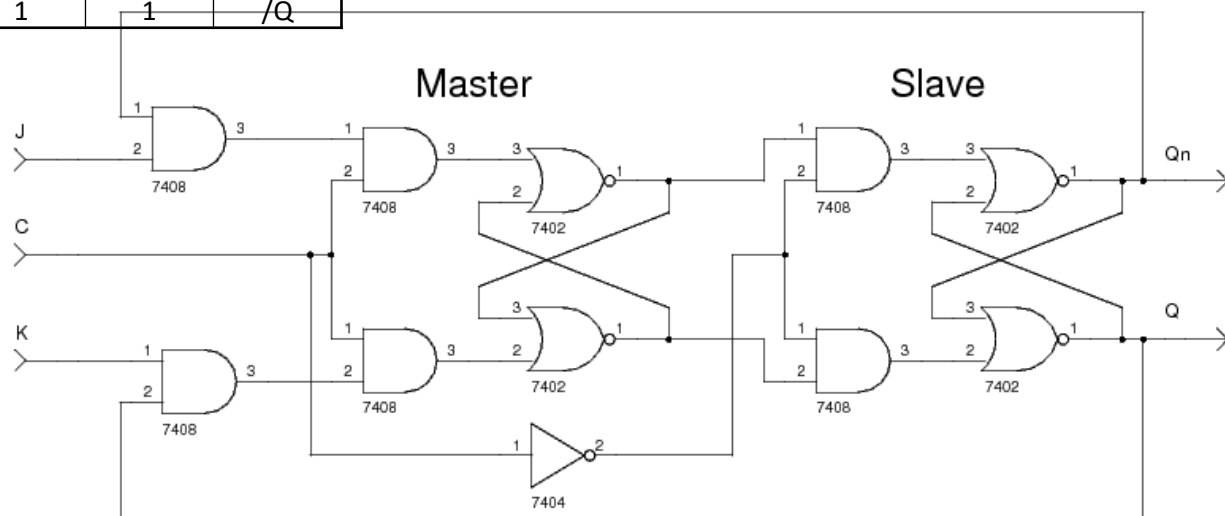 1 1 /Q
Master Slave
J 1 2 3 7408
1 2 3 7408
3 2 1 7402
1 2 3 7408
3 2 1 7402
Qn
C
K 1 2 3 7408
1 2 3 7408
3 2 1 7402
1 2 3 7408
3 2 1 7402
Q
1 2 7404